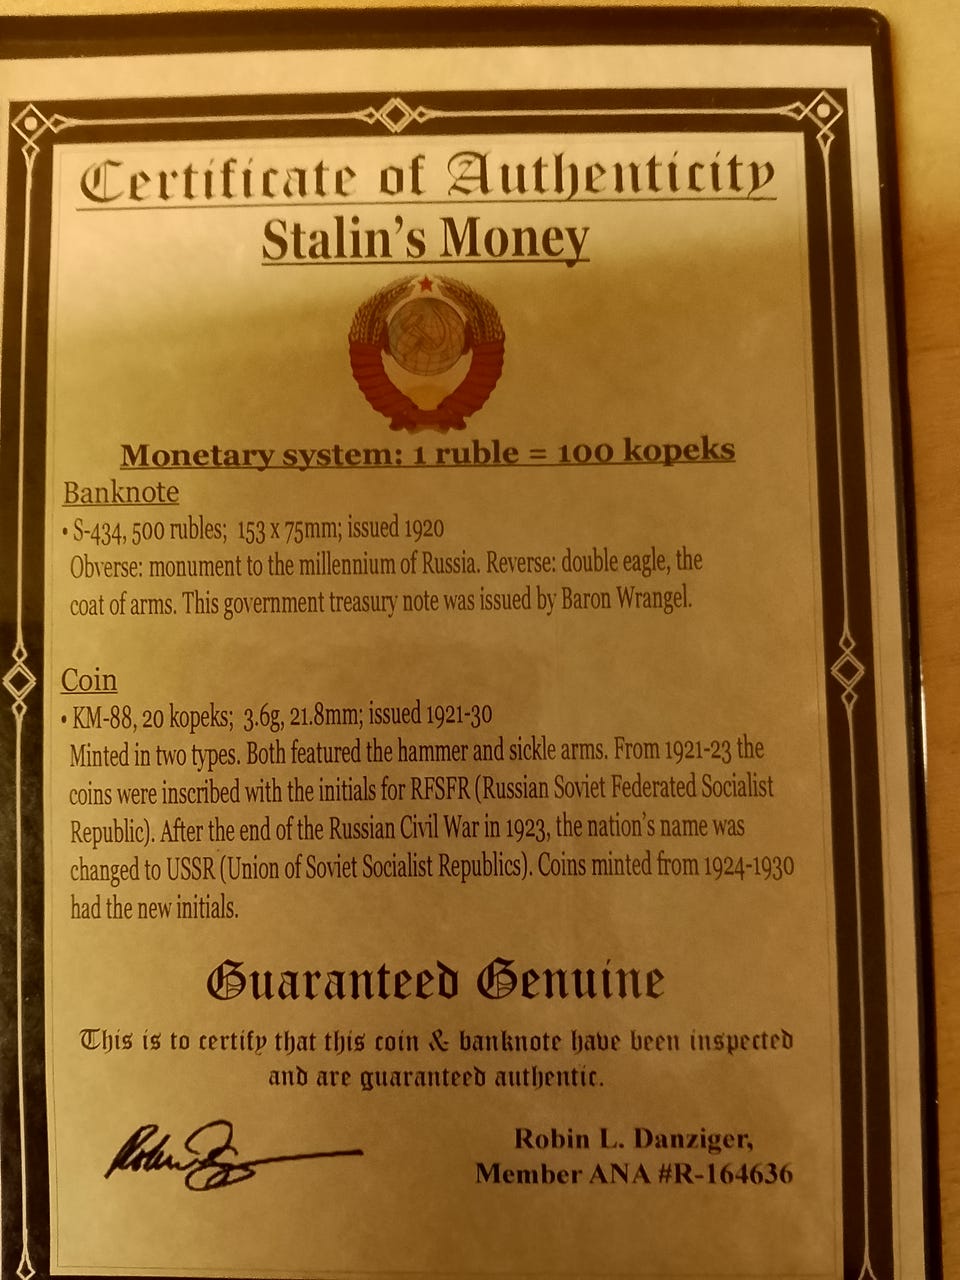 Certificate of Authenticity
Stalin's Money
Monetary system: 1 ruble = 100 kopeks
Banknote
• S-434, 500 rubles; 153 x 75mm; issued 1920
Obverse: monument to the millennium of Russia. Reverse: double eagle, the
coat of arms. This government treasury note was issued by Baron Wrangel.
Coin
• KM-88, 20 kopeks; 3.6g, 21.8mm; issued 1921-30
Minted in two types. Both featured the hammer and sickle arms. From 1921-23 the
coins were inscribed with the initials for RFSFR (Russian Soviet Federated Socialist
Republic). After the end of the Russian Civil War in 1923, the nation's name was
changed to USSR (Union of Soviet Socialist Republics). Coins minted from 1924-1930
had the new initials.
Guaranteed Genuine
This is to certify that this coin & banknote have been inspected
and are guaranteed authentic.
Robin L. Danziger,
Member ANA #R-164636